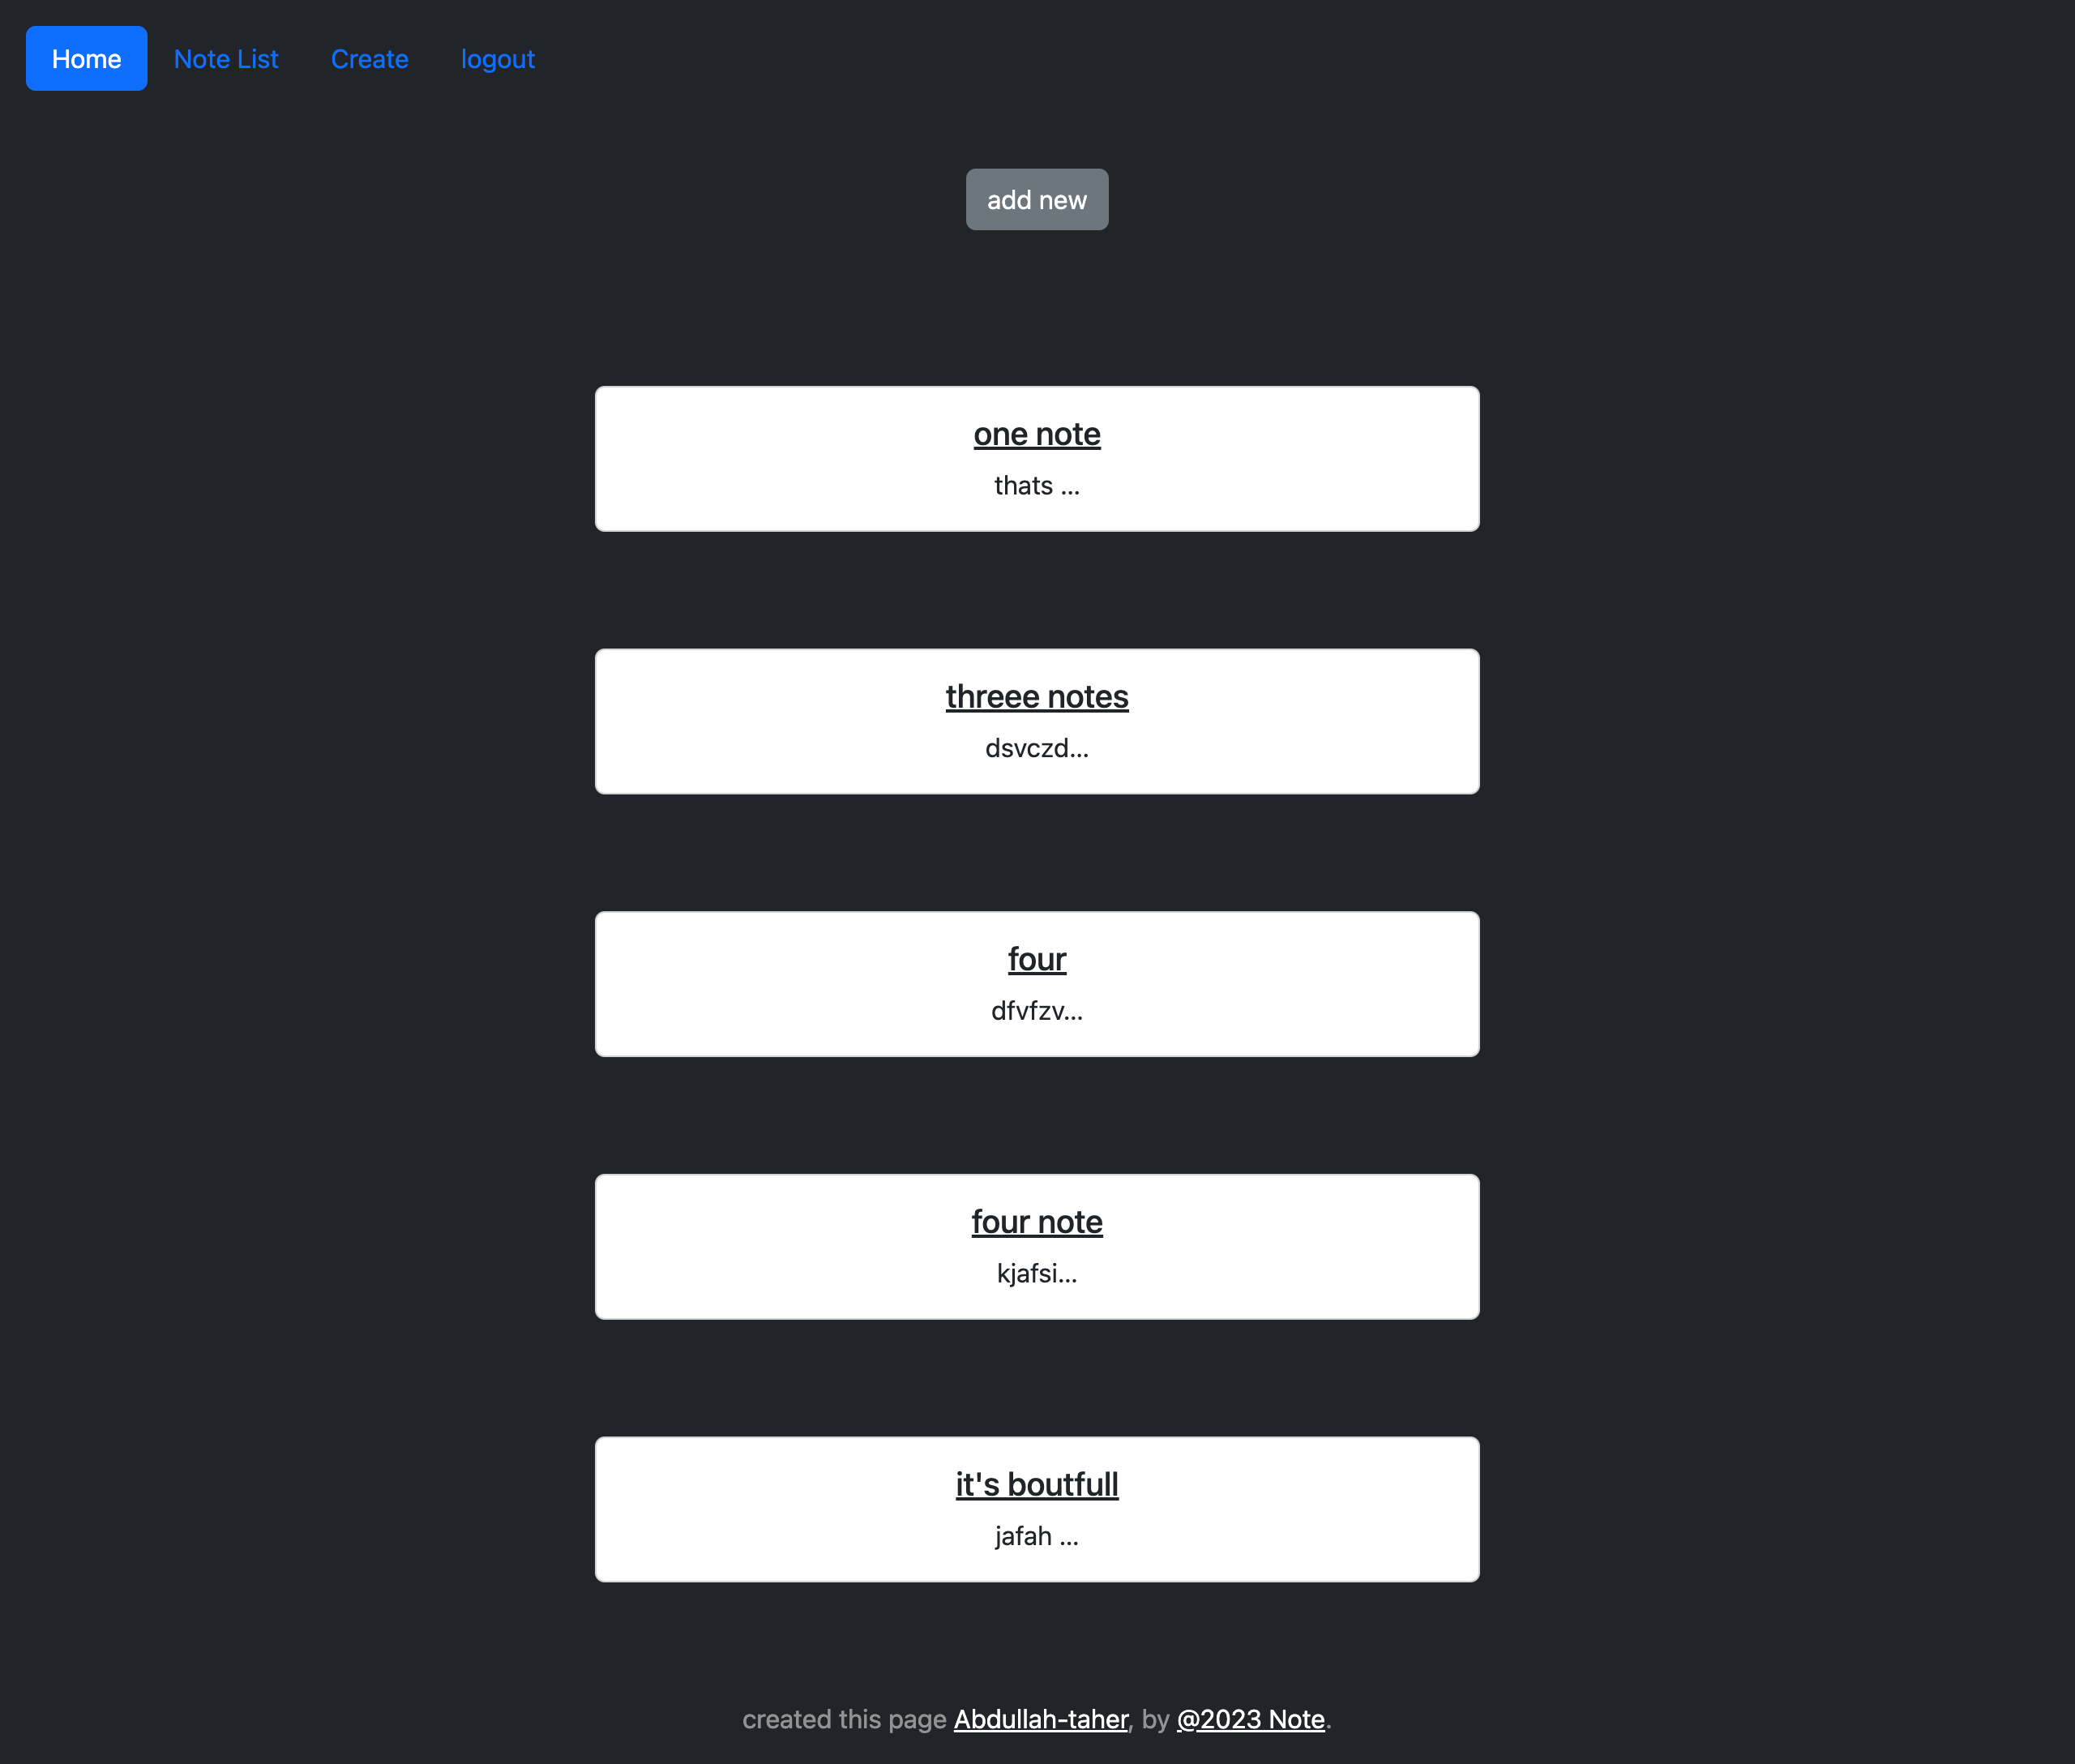 Home Note List Create logout
add new
one note
thats ...
threee notes
dsvczd...
four
dfvfzv...
four note
kjafsi...
it's boutfull
jafah ...
created this page Abdullah-taher, by @2023 Note.